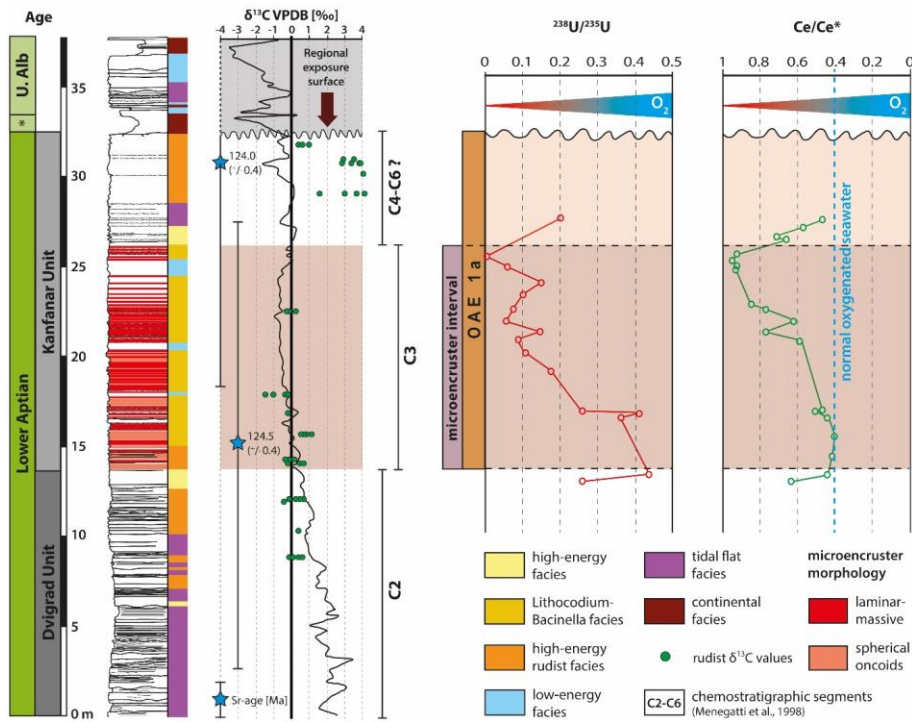 Age
δ¹³C VPDB [‰]
-4 -3 -2 -1 0 1 2 3 4
²³⁸U/²³⁵U
0 0.1 0.2 0.3 0.4 0.5
Ce/Ce*
1 0.8 0.6 0.4 0.2 0
O₂
O₂
U. Alb
*
Lower Aptian
Kanfanar Unit
Dvigrad Unit
35
30
25
20
15
10
5
0 m
Regional
exposure
surface
124.0
(⁺/- 0.4)
124.5
(⁺/- 0.4)
Sr-age [Ma]
C4-C6 ?
C3
C2
microencruster interval
OAE 1a
normal oxygenated seawater
high-energy
facies
Lithocodium-
Bacinella facies
high-energy
rudist facies
low-energy
facies
tidal flat
facies
continental
facies
rudist δ¹³C values
C2-C6 chemostratigraphic segments
(Menegatti et al., 1998)
microencruster
morphology
laminar-
massive
spherical
oncoids